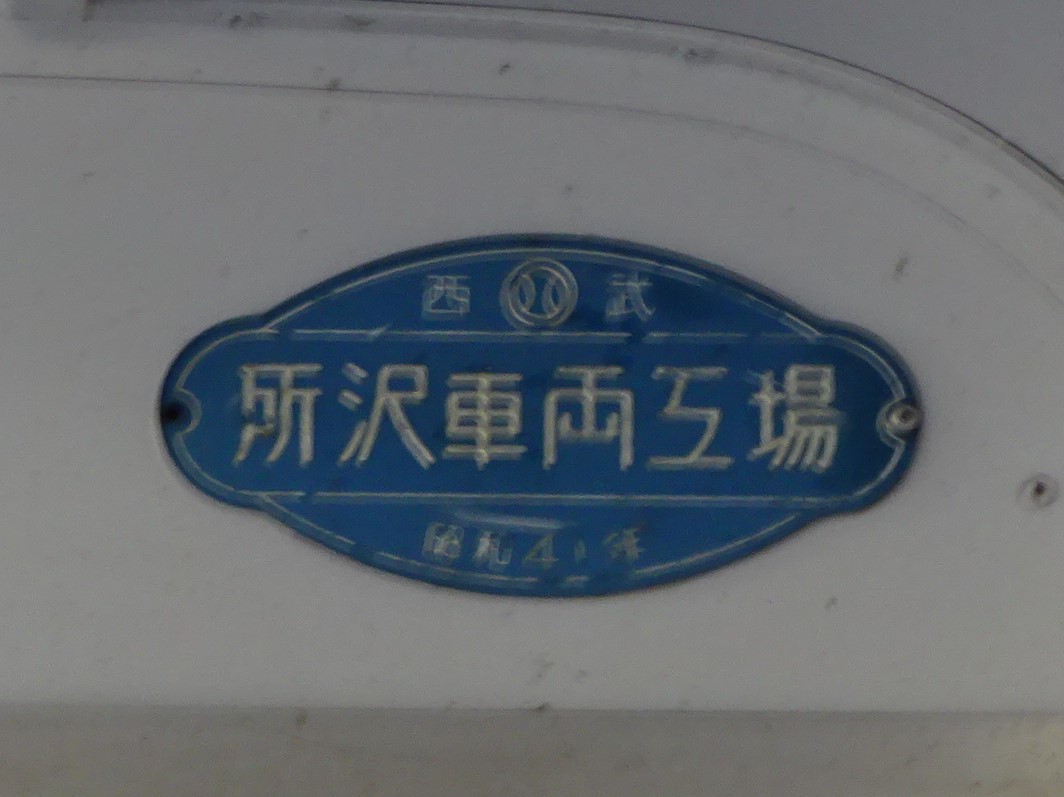 西 武
所沢車両工場
昭和41年